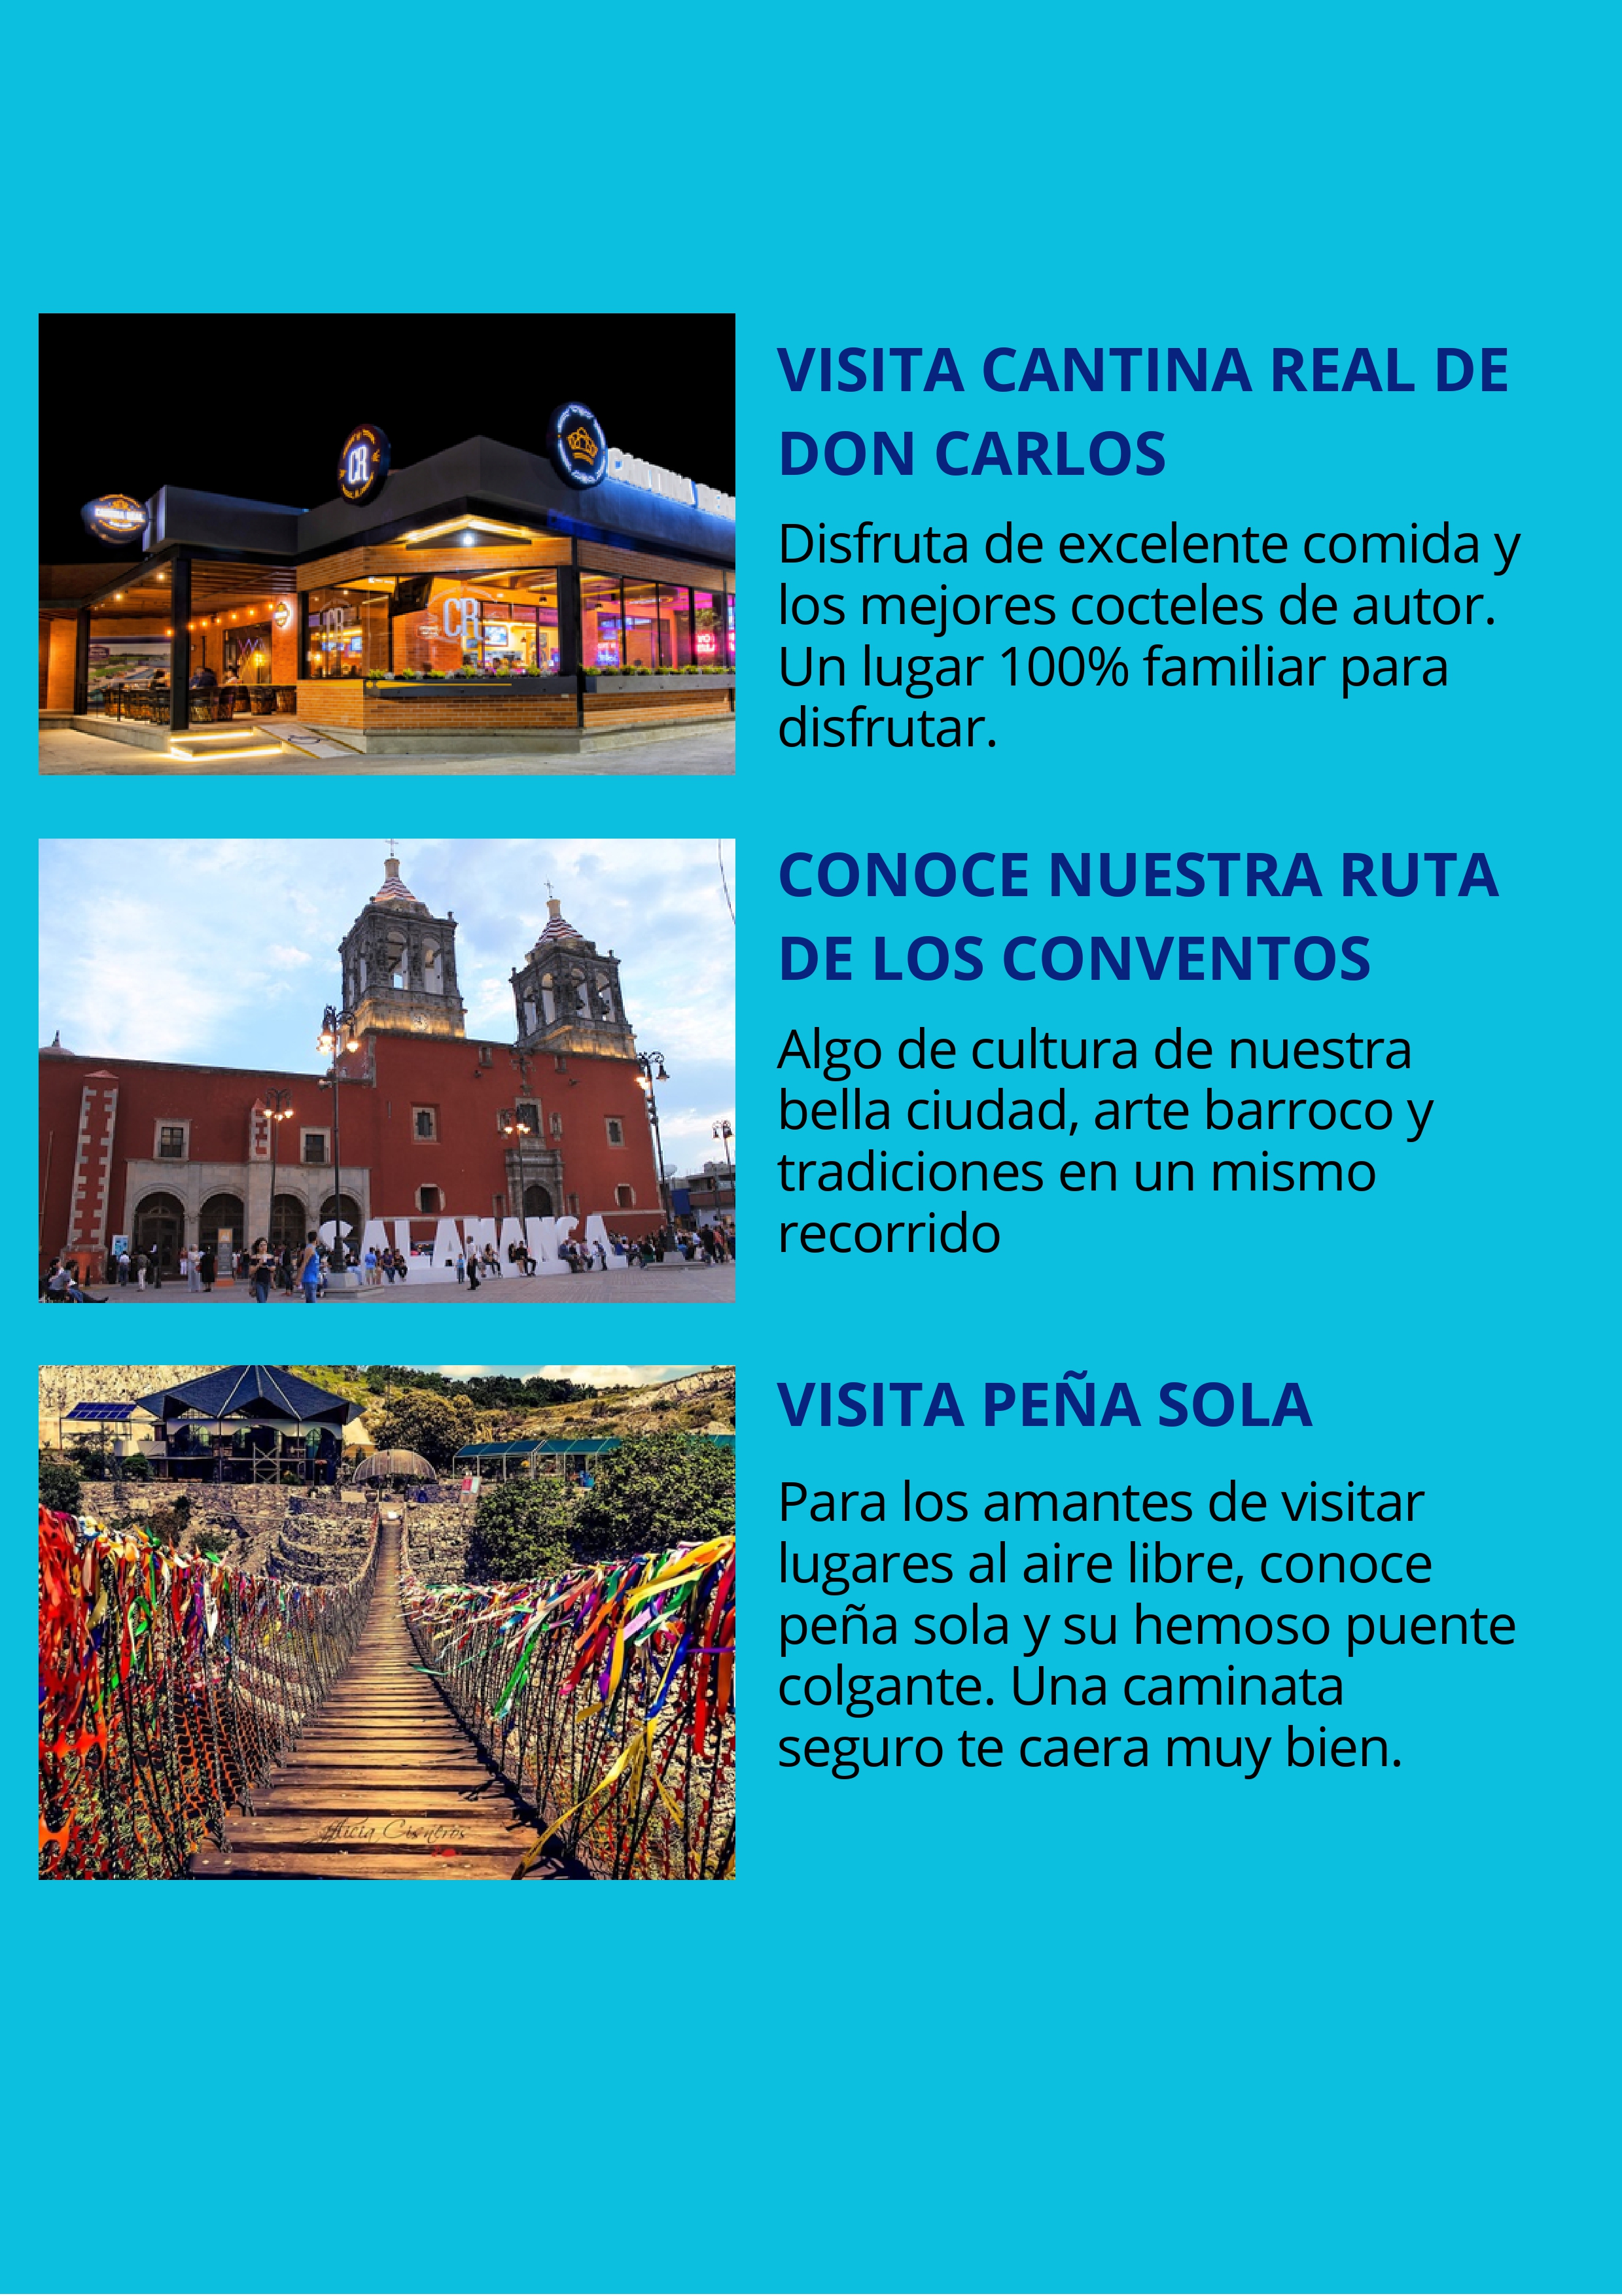 CR
CANTINA REAL
CANTINA
CR
CR
VISITA CANTINA REAL DE
DON CARLOS
Disfruta de excelente comida y
los mejores cocteles de autor.
Un lugar 100% familiar para
disfrutar.
SALAMANCA
CONOCE NUESTRA RUTA
DE LOS CONVENTOS
Algo de cultura de nuestra
bella ciudad, arte barroco y
tradiciones en un mismo
recorrido
Alicia Cisneros
VISITA PEÑA SOLA
Para los amantes de visitar
lugares al aire libre, conoce
peña sola y su hemoso puente
colgante. Una caminata
seguro te caera muy bien.